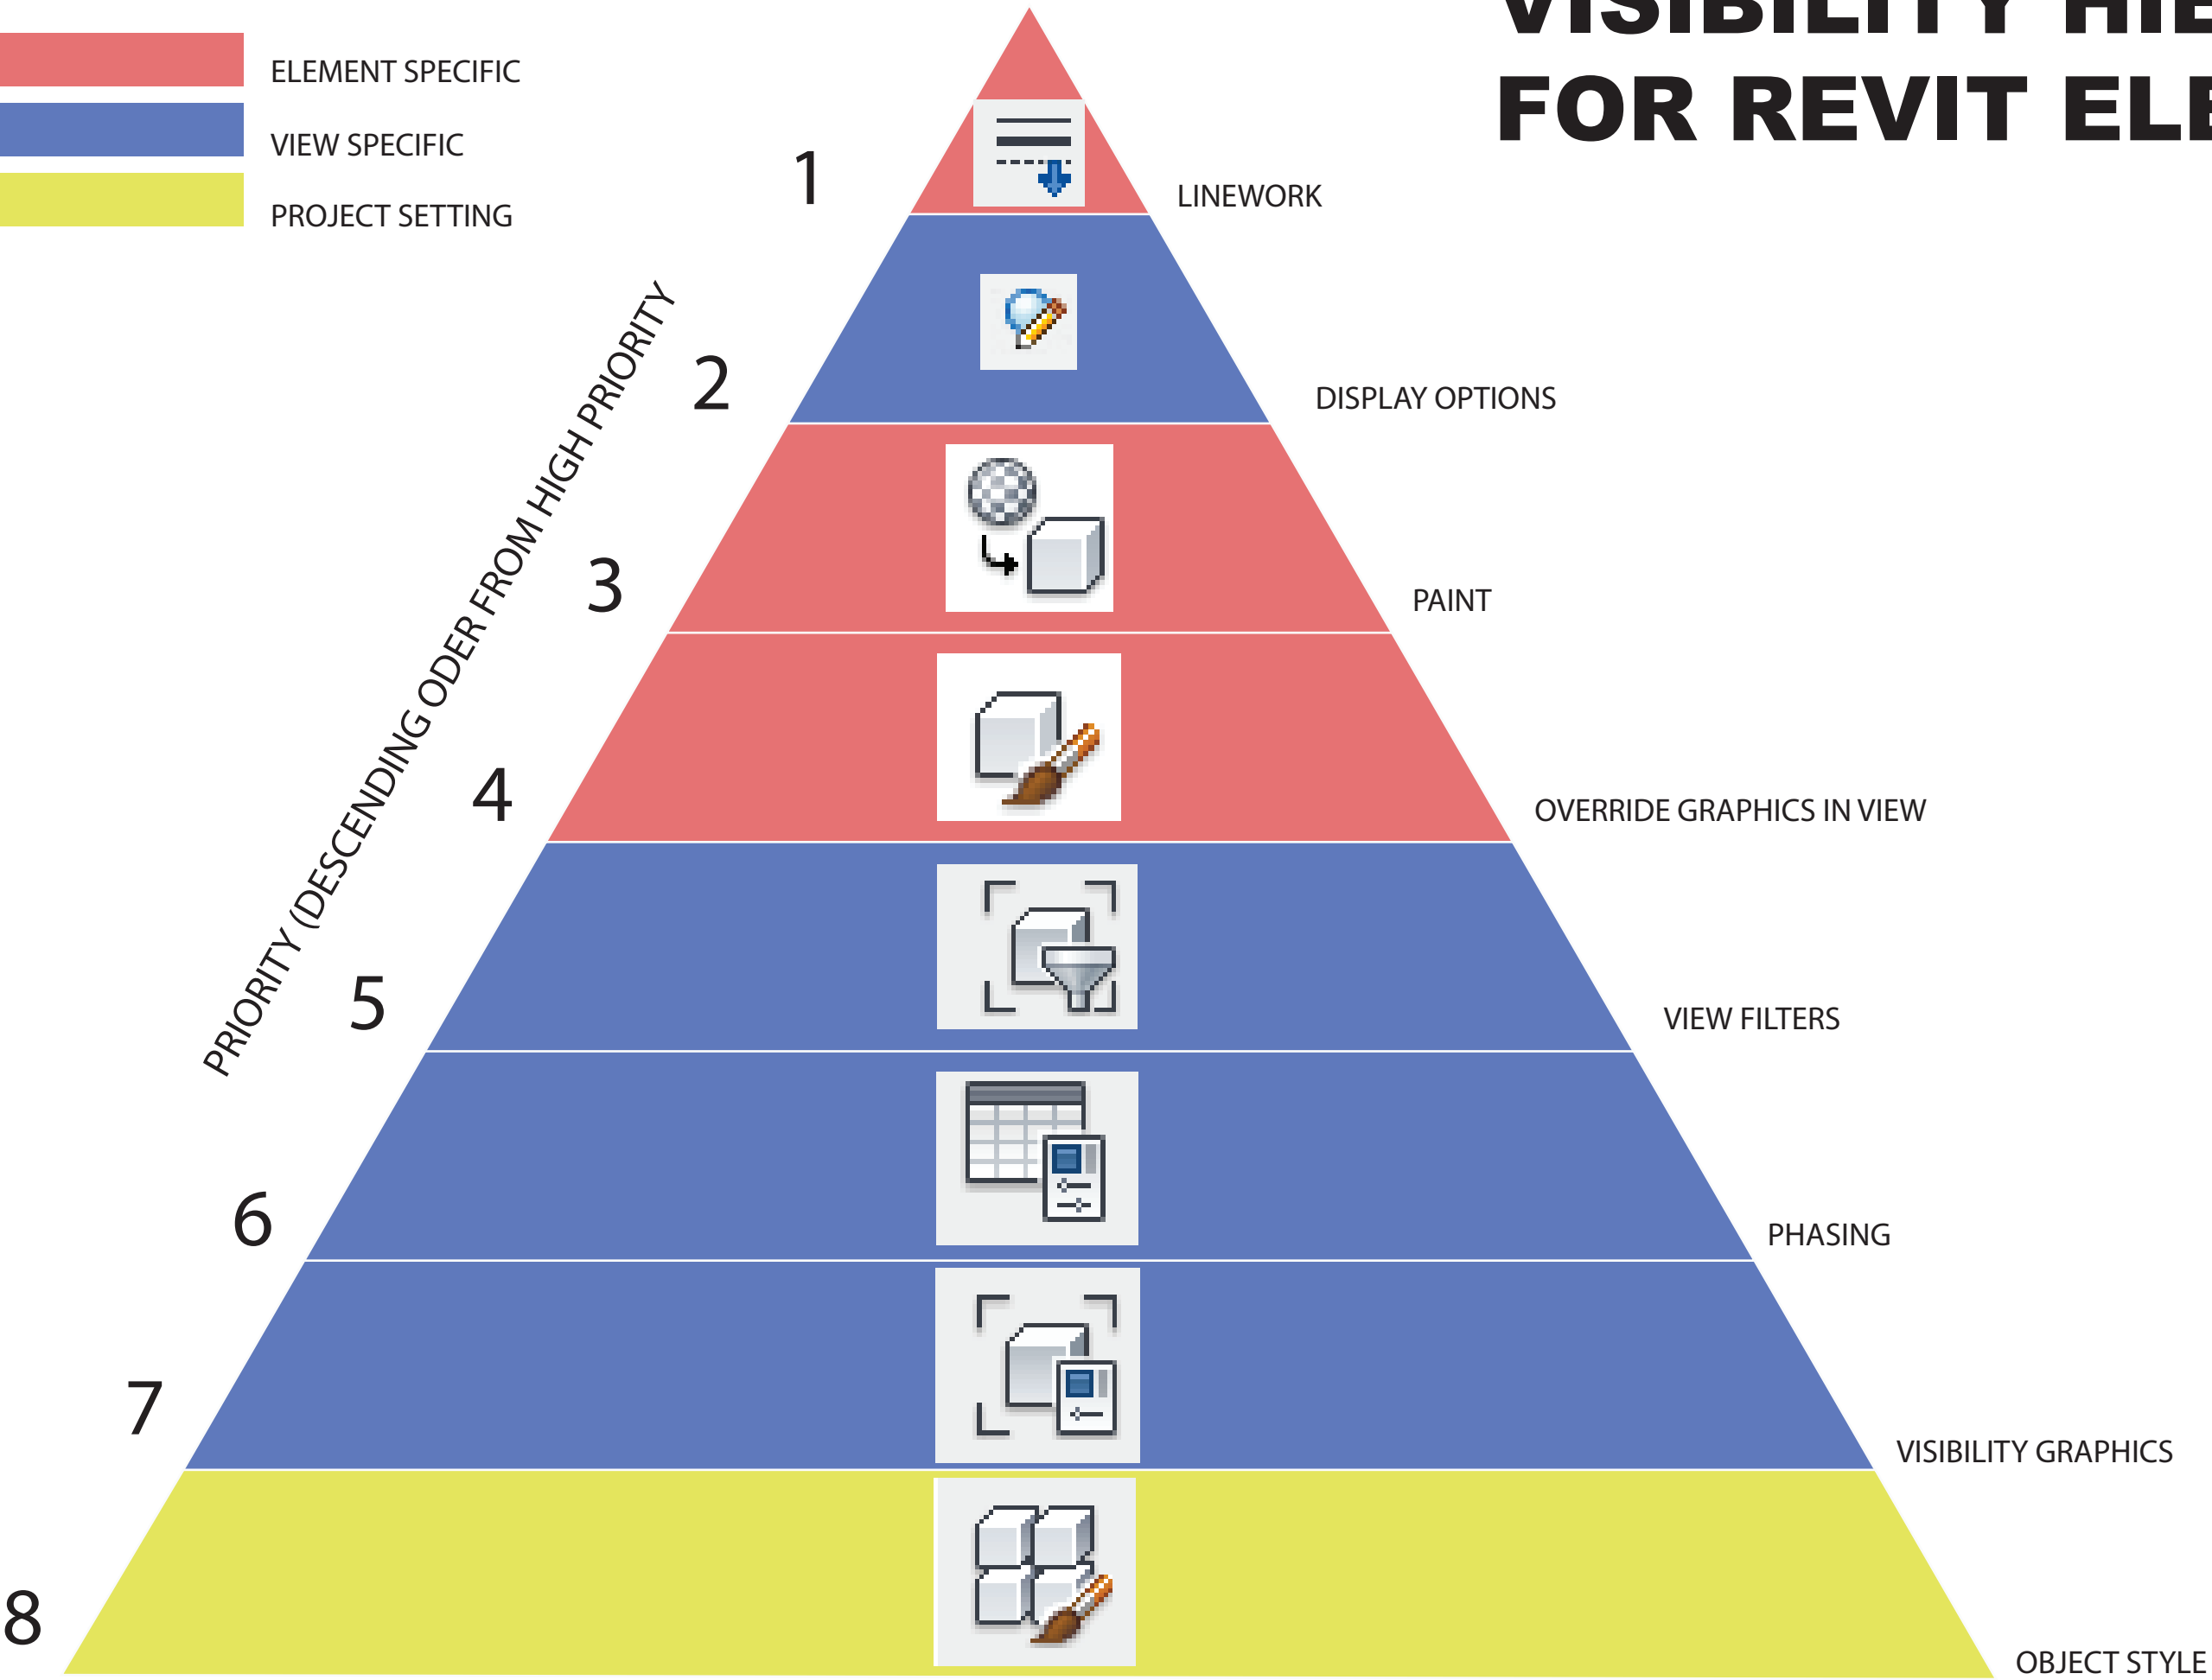 VISIBILITY HIE
FOR REVIT ELE
ELEMENT SPECIFIC
VIEW SPECIFIC
PROJECT SETTING
PRIORITY (DESCENDING ODER FROM HIGH PRIORITY
1
LINEWORK
2
DISPLAY OPTIONS
3
PAINT
4
OVERRIDE GRAPHICS IN VIEW
5
VIEW FILTERS
6
PHASING
7
VISIBILITY GRAPHICS
8
OBJECT STYLE